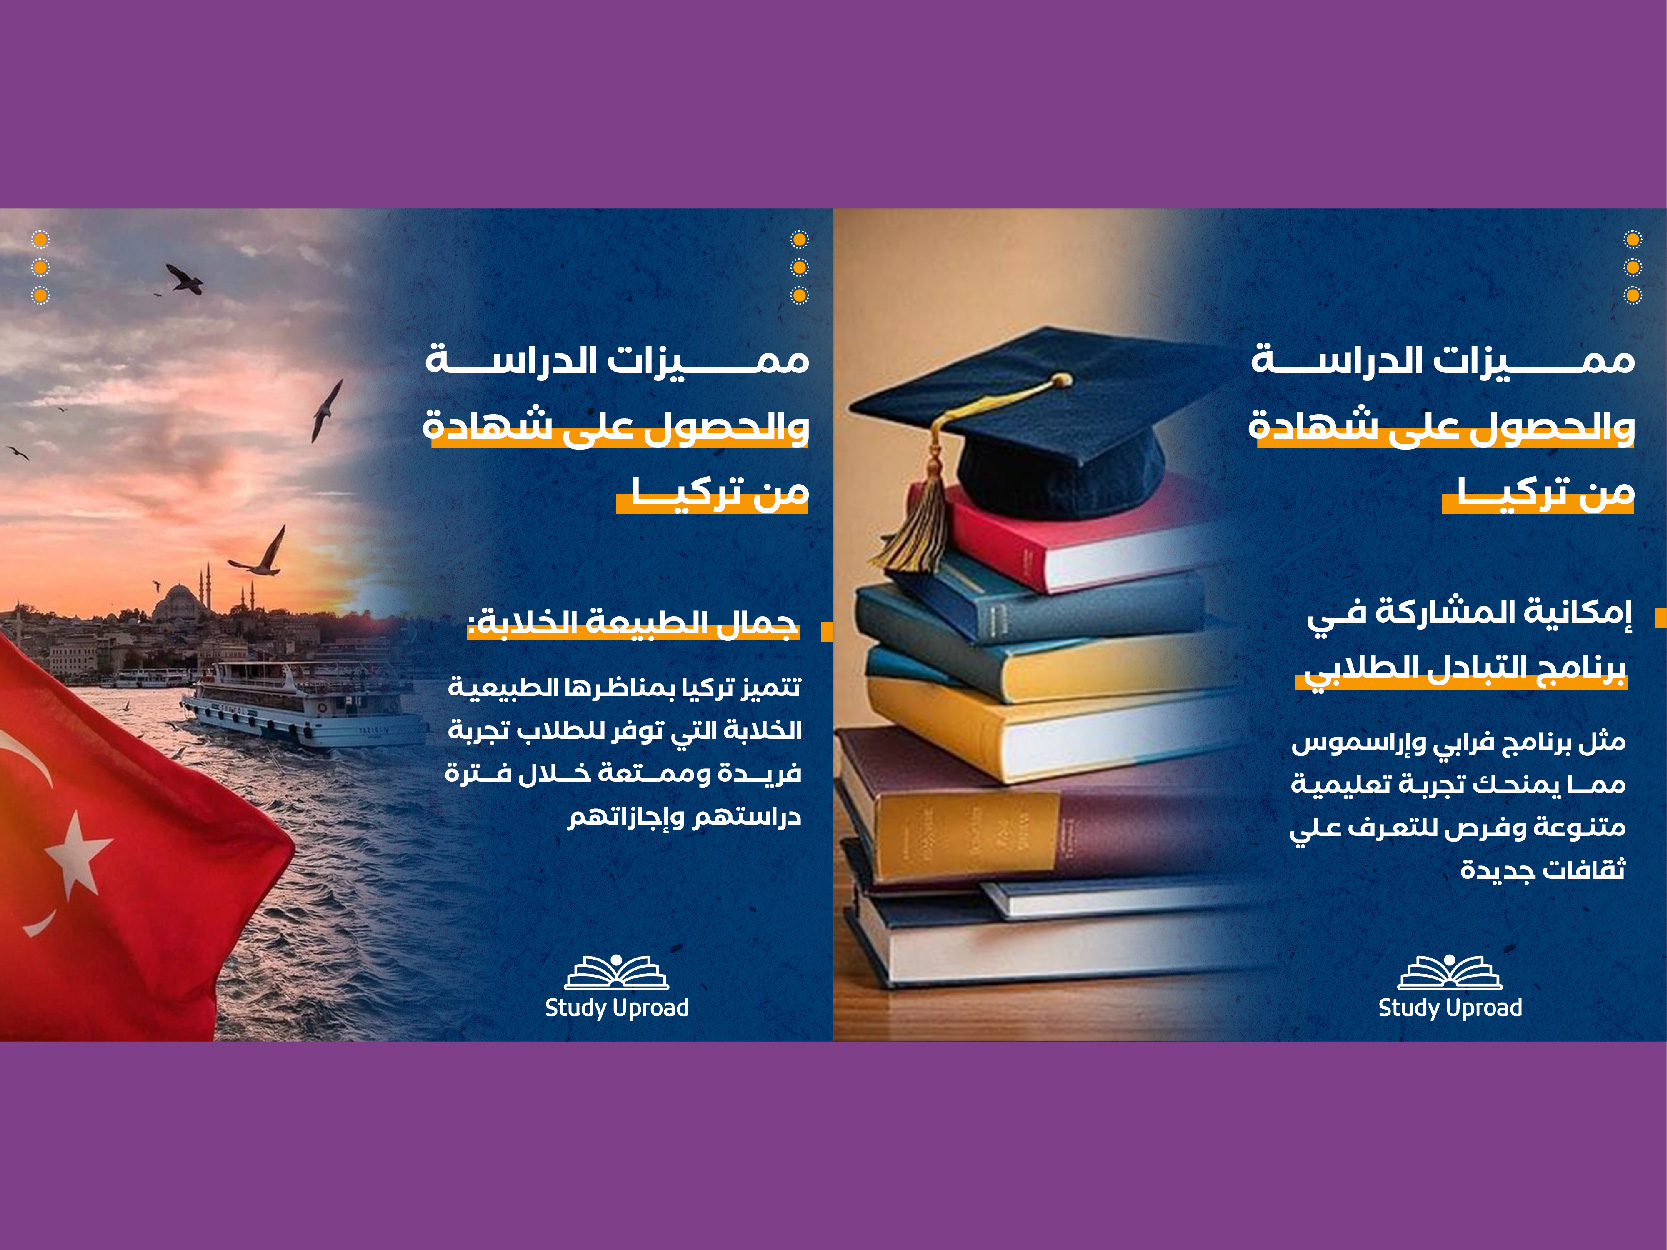 مميزات الدراسة
والحصول على شهادة
من تركيا
إمكانية المشاركة في
برنامج التبادل الطلابي
مثل برنامج فرابي وإراسموس
مما يمنحك تجربة تعليمية
متنوعة وفرص للتعرف علي
ثقافات جديدة
Study Uproad
مميزات الدراسة
والحصول على شهادة
من تركيا
جمال الطبيعة الخلابة:
تتميز تركيا بمناظرها الطبيعية
الخلابة التي توفر للطلاب تجربة
فريدة وممتعة خلال فترة
دراستهم وإجازاتهم
Study Uproad